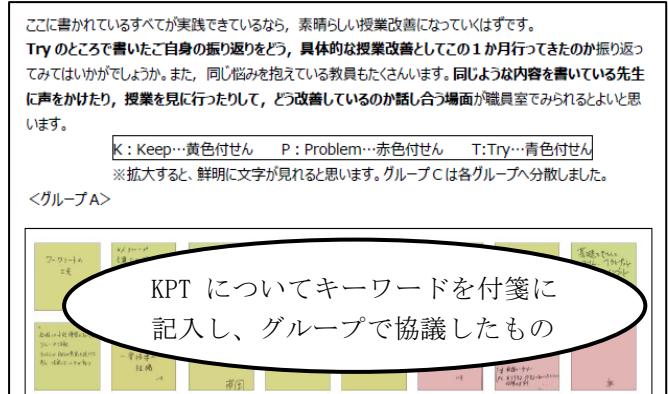 ここに書かれているすべてが実践できているなら，素晴らしい授業改善になっていくはずです。
Try のところで書いたご自身の振り返りをどう，具体的な授業改善としてこの１か月行ってきたのか振り返っ
てみてはいかがでしょうか。また，同じ悩みを抱えている教員もたくさんいます。同じような内容を書いている先生
に声をかけたり，授業を見に行ったりして，どう改善しているのか話し合う場面が職員室でみられるとよいと思
います。
K：Keep…黄色付せん　P：Problem…赤色付せん　T:Try…青色付せん
※拡大すると、鮮明に文字が見れると思います。グループＣは各グループへ分散しました。
＜グループA＞
ワークシートの
工夫
KPT についてキーワードを付箋に
記入し、グループで協議したもの